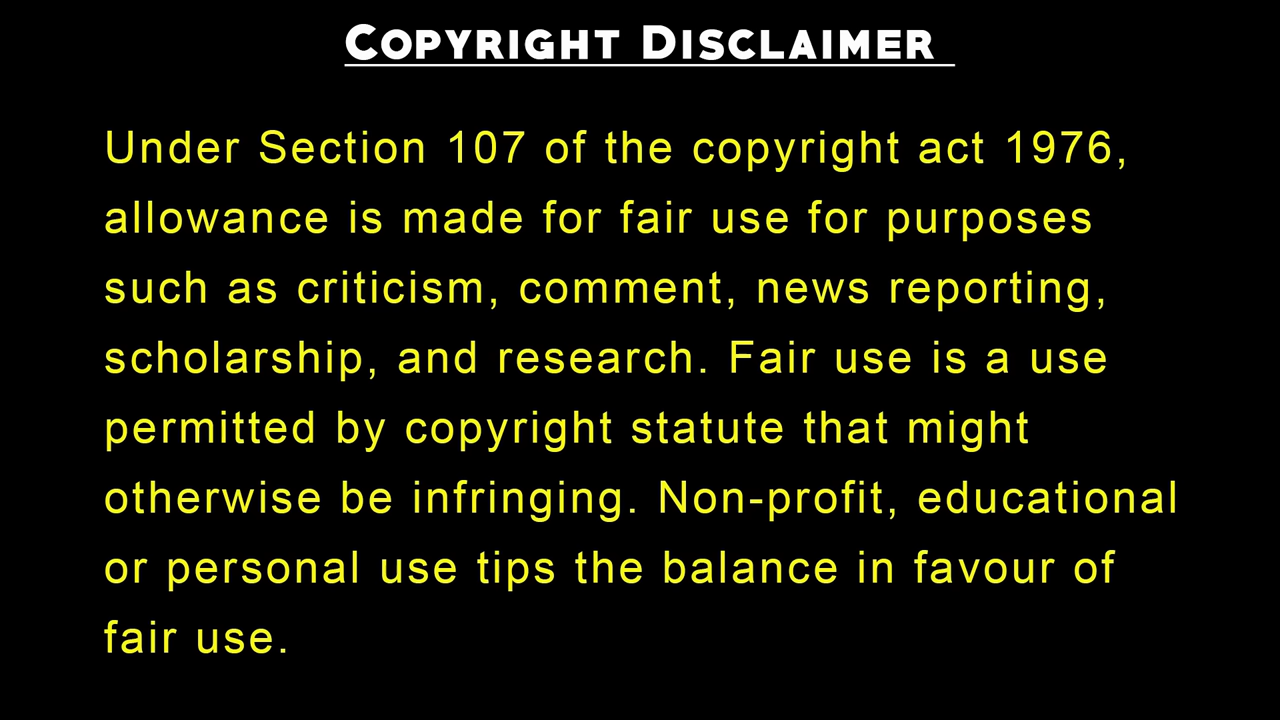 Copyright Disclaimer
Under Section 107 of the copyright act 1976,
allowance is made for fair use for purposes
such as criticism, comment, news reporting,
scholarship, and research. Fair use is a use
permitted by copyright statute that might
otherwise be infringing. Non-profit, educational
or personal use tips the balance in favour of
fair use.